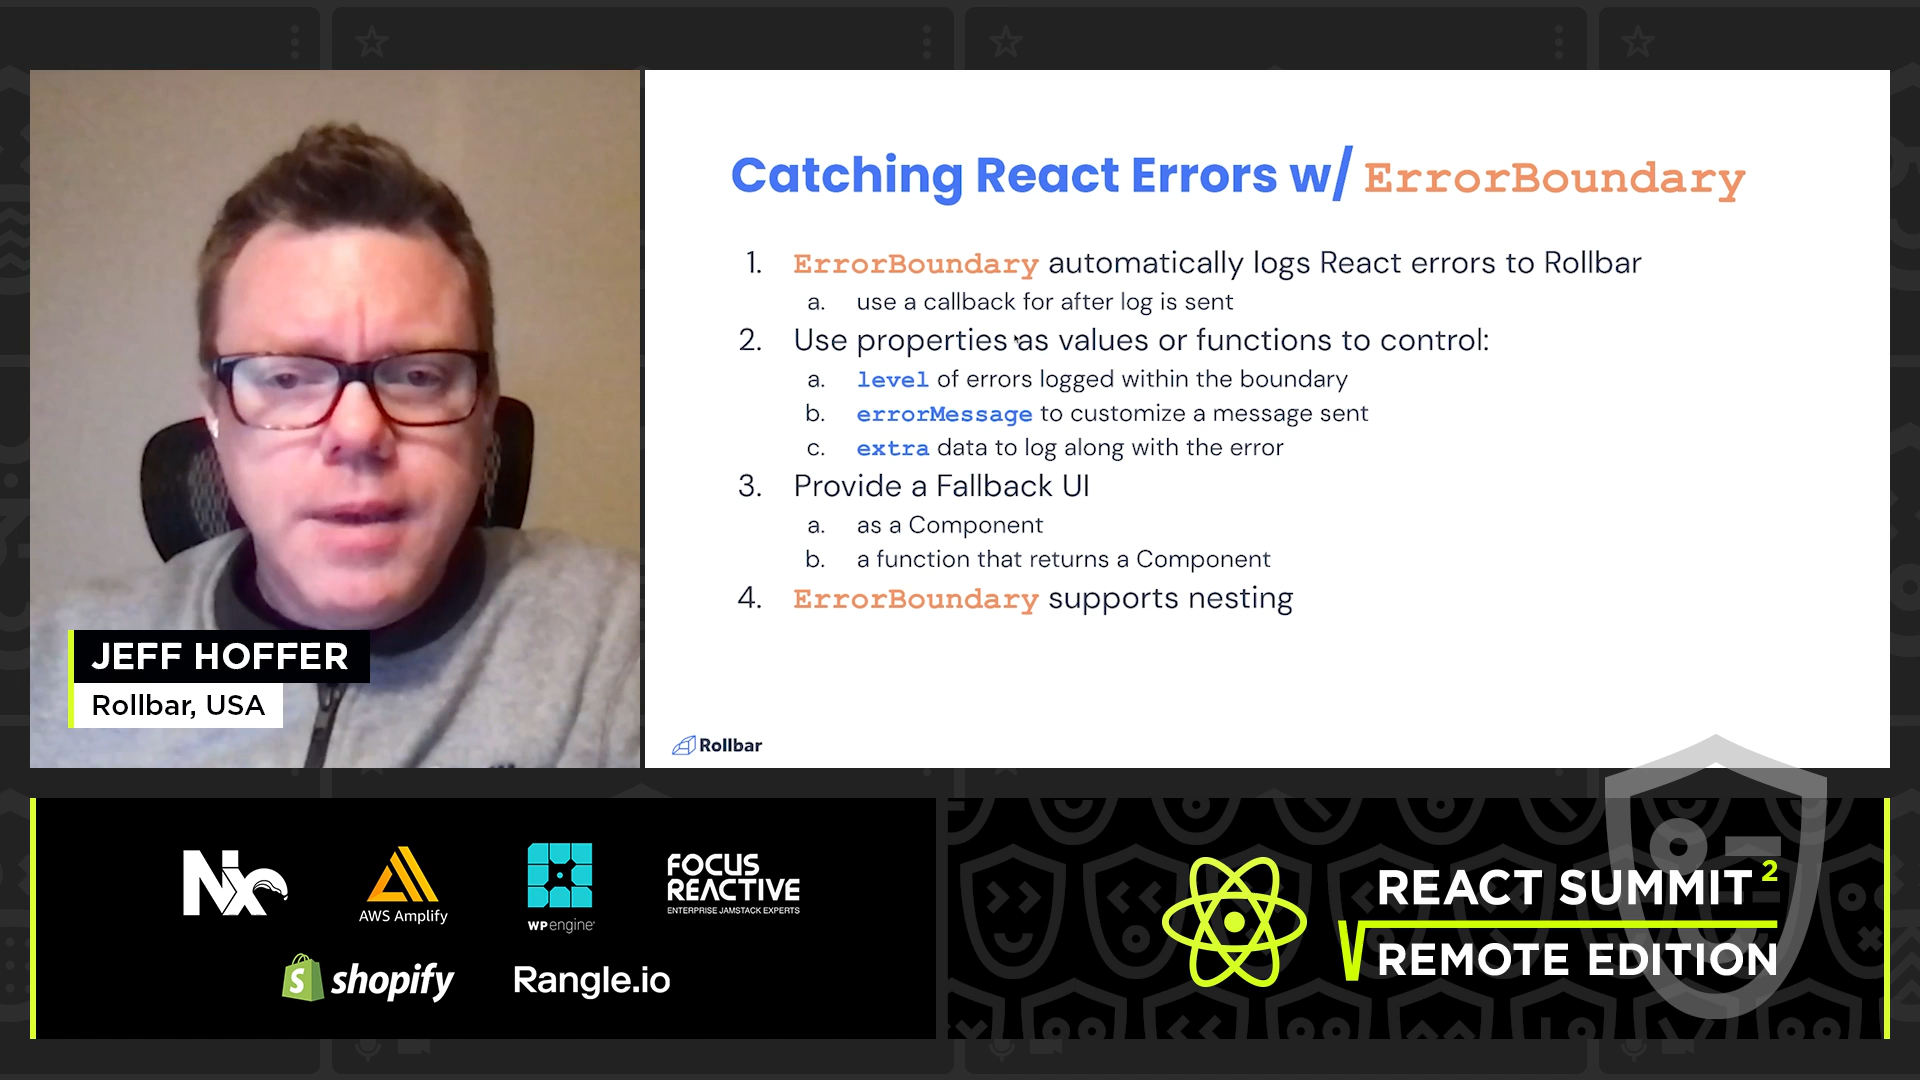 Catching React Errors w/ ErrorBoundary
1. ErrorBoundary automatically logs React errors to Rollbar
a. use a callback for after log is sent
2. Use properties as values or functions to control:
a. level of errors logged within the boundary
b. errorMessage to customize a message sent
c. extra data to log along with the error
3. Provide a Fallback UI
a. as a Component
b. a function that returns a Component
4. ErrorBoundary supports nesting
Rollbar
JEFF HOFFER
Rollbar, USA
Nx
AWS Amplify
WP engine
FOCUS
REACTIVE
ENTERPRISE JAMSTACK EXPERTS
shopify
Rangle.io
REACT SUMMIT 2
REMOTE EDITION